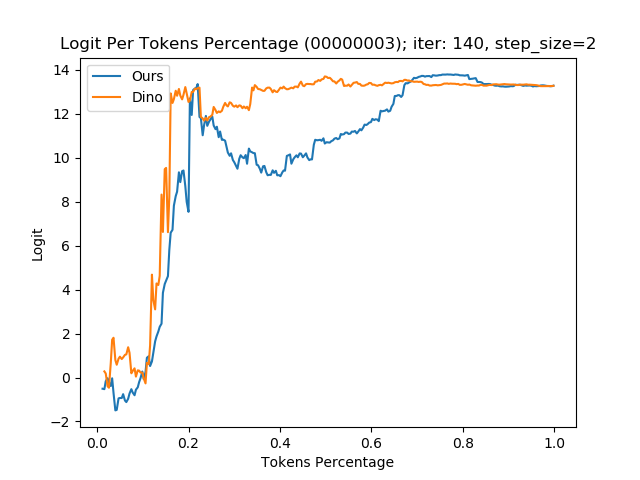 Logit Per Tokens Percentage (00000003); iter: 140, step_size=2
Ours
Dino
14
12
10
8
6
4
2
0
−2
Logit
0.0 0.2 0.4 0.6 0.8 1.0
Tokens Percentage